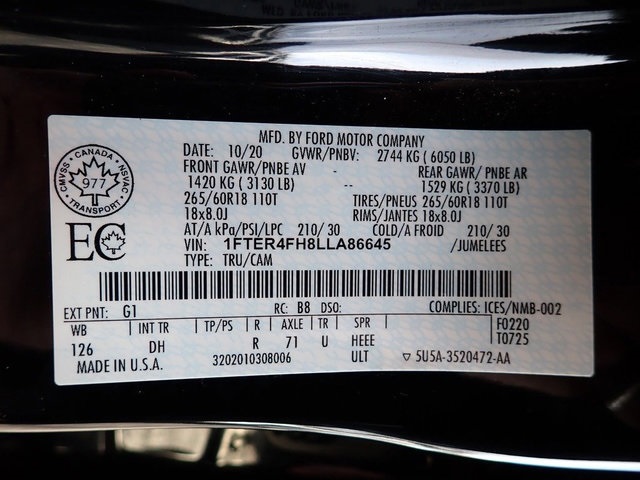 MFD. BY FORD MOTOR COMPANY
DATE: 10/20 GVWR/PNBV: 2744 KG ( 6050 LB)
FRONT GAWR/PNBE AV REAR GAWR/ PNBE AR
1420 KG ( 3130 LB) -- 1529 KG ( 3370 LB)
265/60R18 110T TIRES/PNEUS 265/60R18 110T
18x8.0J RIMS/JANTES 18x8.0J
AT/A kPa/PSI/LPC 210/ 30 COLD/A FROID 210/ 30
VIN: 1FTER4FH8LLA86645 /JUMELEES
TYPE: TRU/CAM
CANADA
CMVSS • NSVAC
977
TRANSPORT
EC
EXT PNT: G1 RC: B8 DSO: COMPLIES: ICES/NMB-002
WB INT TR TP/PS R AXLE TR SPR F0220
126 DH R 71 U HEEE T0725
MADE IN U.S.A. 3202010308006 ULT ▽ 5U5A-3520472-AA